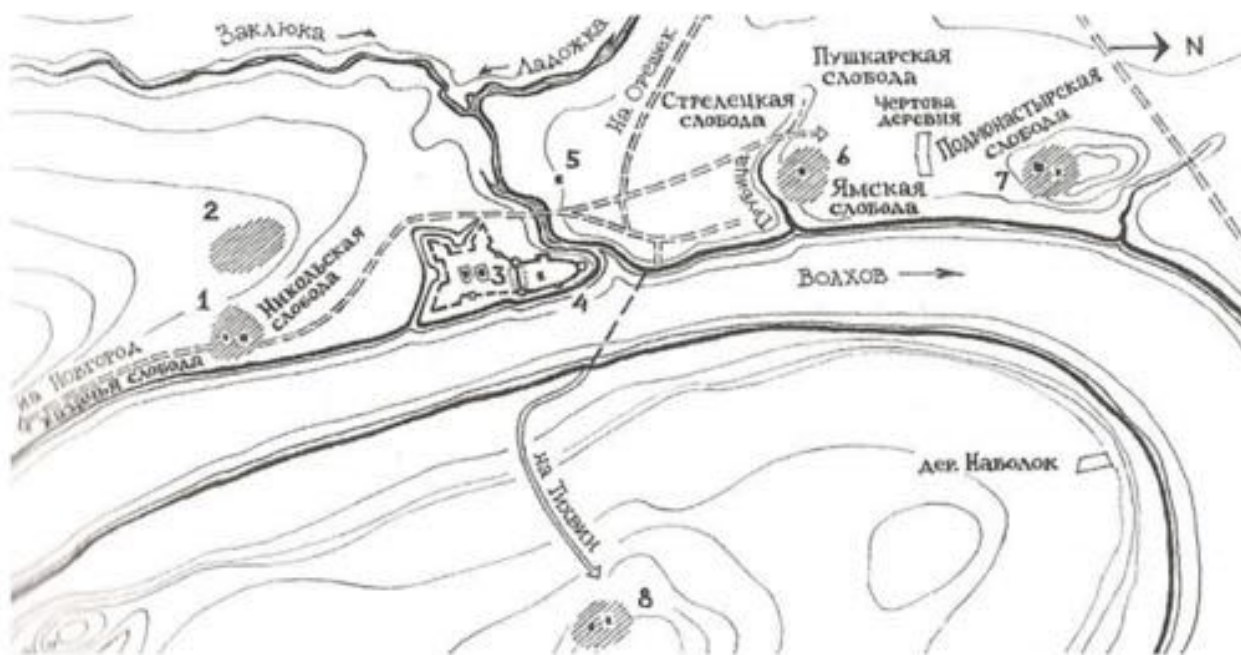 Заклюка
Ладожка
на Орешек
Пушкарская
слобода
N
Стрелецкая
слобода
Чертова
деревня
Подмонастырская
слобода
5
6
7
Ямская
слобода
2
Никольская
слобода
3
1
4
Волхов
на Новгород
Казачья слобода
дер. Наволок
на Тихвин
8